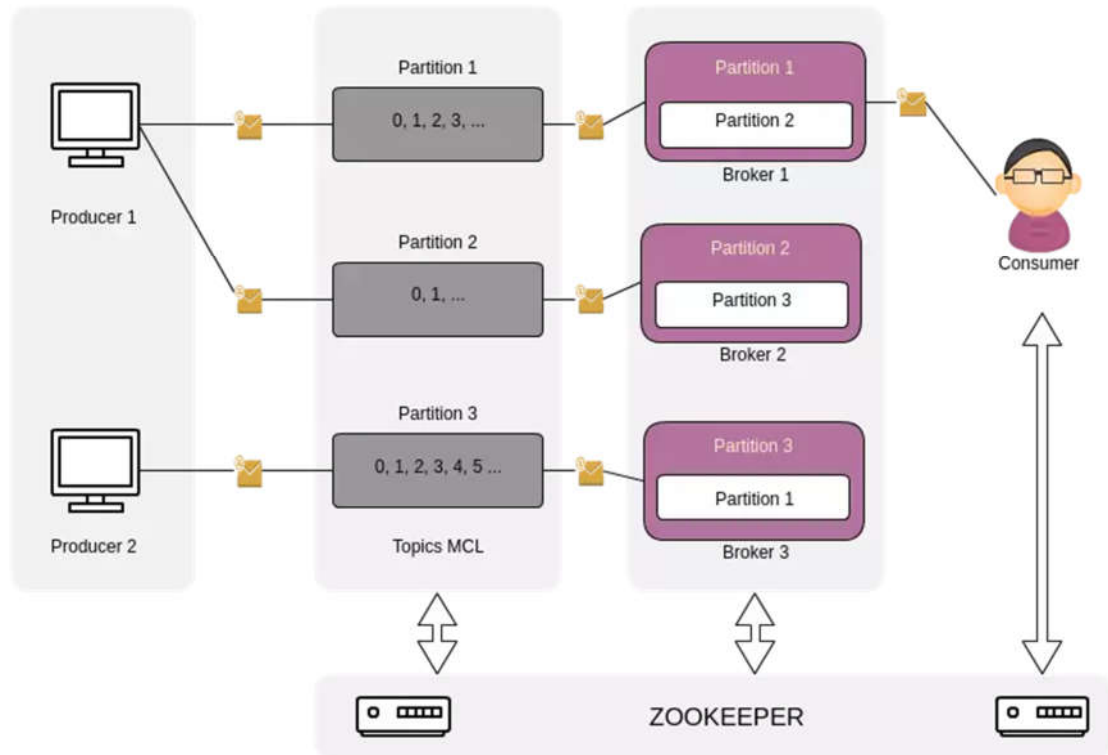 Producer 1
Producer 2
Partition 1
0, 1, 2, 3, ...
Partition 2
0, 1, ...
Partition 3
0, 1, 2, 3, 4, 5 ...
Topics MCL
Partition 1
Partition 2
Broker 1
Partition 2
Partition 3
Broker 2
Partition 3
Partition 1
Broker 3
Consumer
ZOOKEEPER